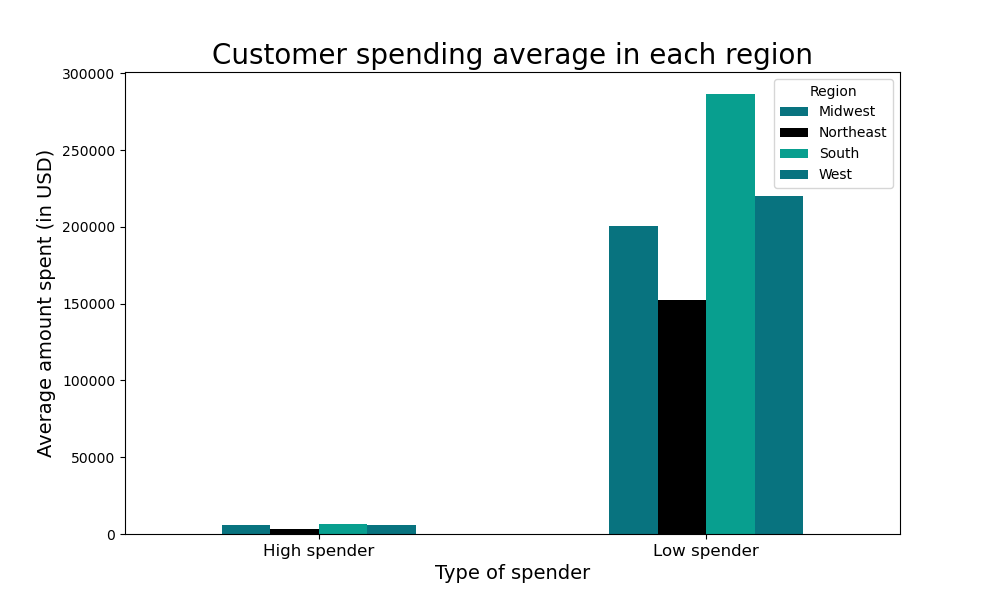 Customer spending average in each region
300000
250000
200000
150000
100000
50000
0
Average amount spent (in USD)
Region
Midwest
Northeast
South
West
High spender
Low spender
Type of spender